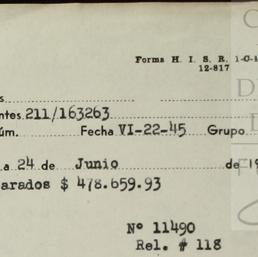 Forma H. I. S. R. 1-C-1
12-817
s
ntes 211/163263
úm. Fecha VI-22-45 Grupo
a 24 de Junio de 19
arados $ 478.659.93
Nº 11490
Rel. # 118